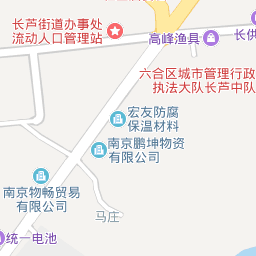 长芦街道办事处
流动人口管理站
高峰渔具
长供
六合区城市管理行政
执法大队长芦中队
宏友防腐
保温材料
南京鹏坤物资
有限公司
南京物畅贸易
有限公司
马庄
统一电池